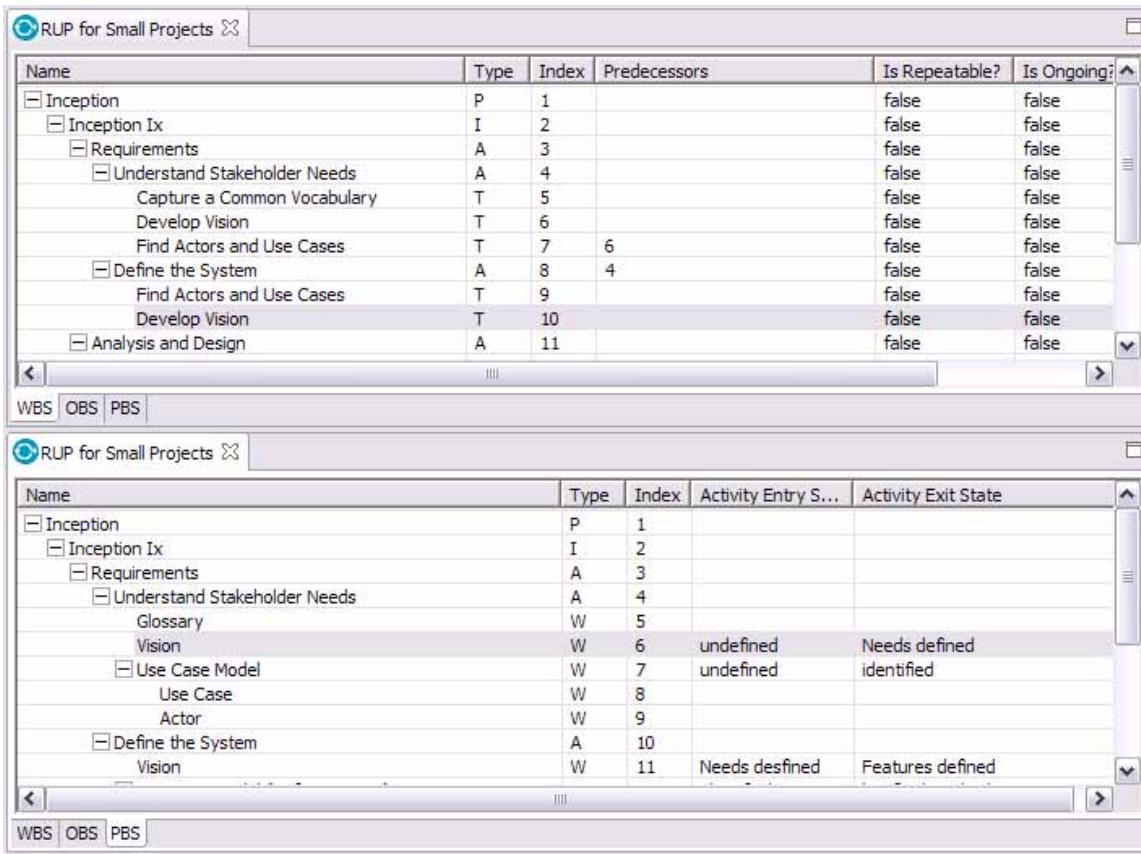 RUP for Small Projects
Name Type Index Predecessors Is Repeatable? Is Ongoing?
Inception P 1 false false
Inception Ix I 2 false false
Requirements A 3 false false
Understand Stakeholder Needs A 4 false false
Capture a Common Vocabulary T 5 false false
Develop Vision T 6 false false
Find Actors and Use Cases T 7 6 false false
Define the System A 8 4 false false
Find Actors and Use Cases T 9 false false
Develop Vision T 10 false false
Analysis and Design A 11 false false
WBS OBS PBS
RUP for Small Projects
Name Type Index Activity Entry S... Activity Exit State
Inception P 1
Inception Ix I 2
Requirements A 3
Understand Stakeholder Needs A 4
Glossary W 5
Vision W 6 undefined Needs defined
Use Case Model W 7 undefined identified
Use Case W 8
Actor W 9
Define the System A 10
Vision W 11 Needs desfined Features defined
WBS OBS PBS